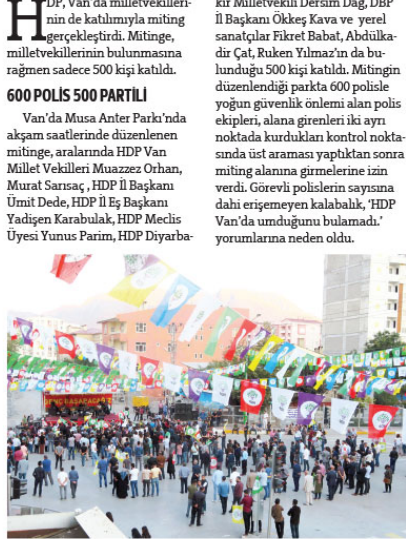 HDP, Van'da milletvekilleri-
nin de katılımıyla miting
gerçekleştirdi. Mitinge,
milletvekillerinin bulunmasına
rağmen sadece 500 kişi katıldı.
600 POLİS 500 PARTİLİ
Van'da Musa Anter Parkı'nda
akşam saatlerinde düzenlenen
mitinge, aralarında HDP Van
Millet Vekilleri Muazzez Orhan,
Murat Sarısaç , HDP İl Başkanı
Ümit Dede, HDP İl Eş Başkanı
Yadişen Karabulak, HDP Meclis
Üyesi Yunus Parim, HDP Diyarba-
kır Milletvekili Dersim Dağ, DBP
İl Başkanı Ökkeş Kava ve yerel
sanatçılar Fikret Babat, Abdülka-
dir Çat, Ruken Yılmaz'ın da bu-
lunduğu 500 kişi katıldı. Mitingin
düzenlendiği parkta 600 polisle
yoğun güvenlik önlemi alan polis
ekipleri, alana girenleri iki ayrı
noktada kurdukları kontrol nokta-
sında üst araması yaptıktan sonra
miting alanına girmelerine izin
verdi. Görevli polislerin sayısına
dahi erişemeyen kalabalık, 'HDP
Van'da umduğunu bulamadı.'
yorumlarına neden oldu.